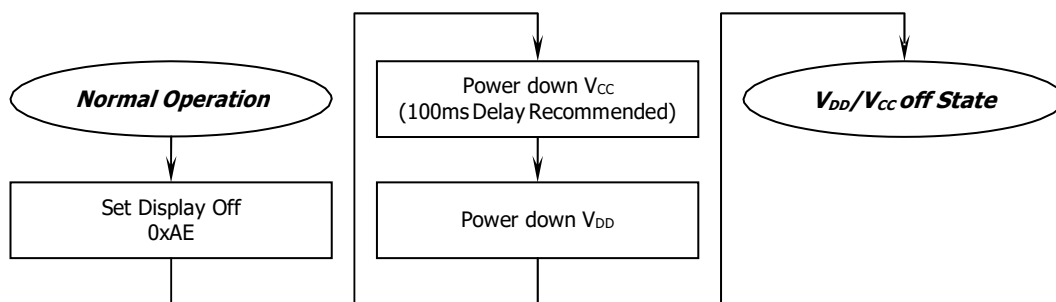 Normal Operation
Set Display Off
0xAE
Power down VCC
(100ms Delay Recommended)
Power down VDD
VDD/VCC off State